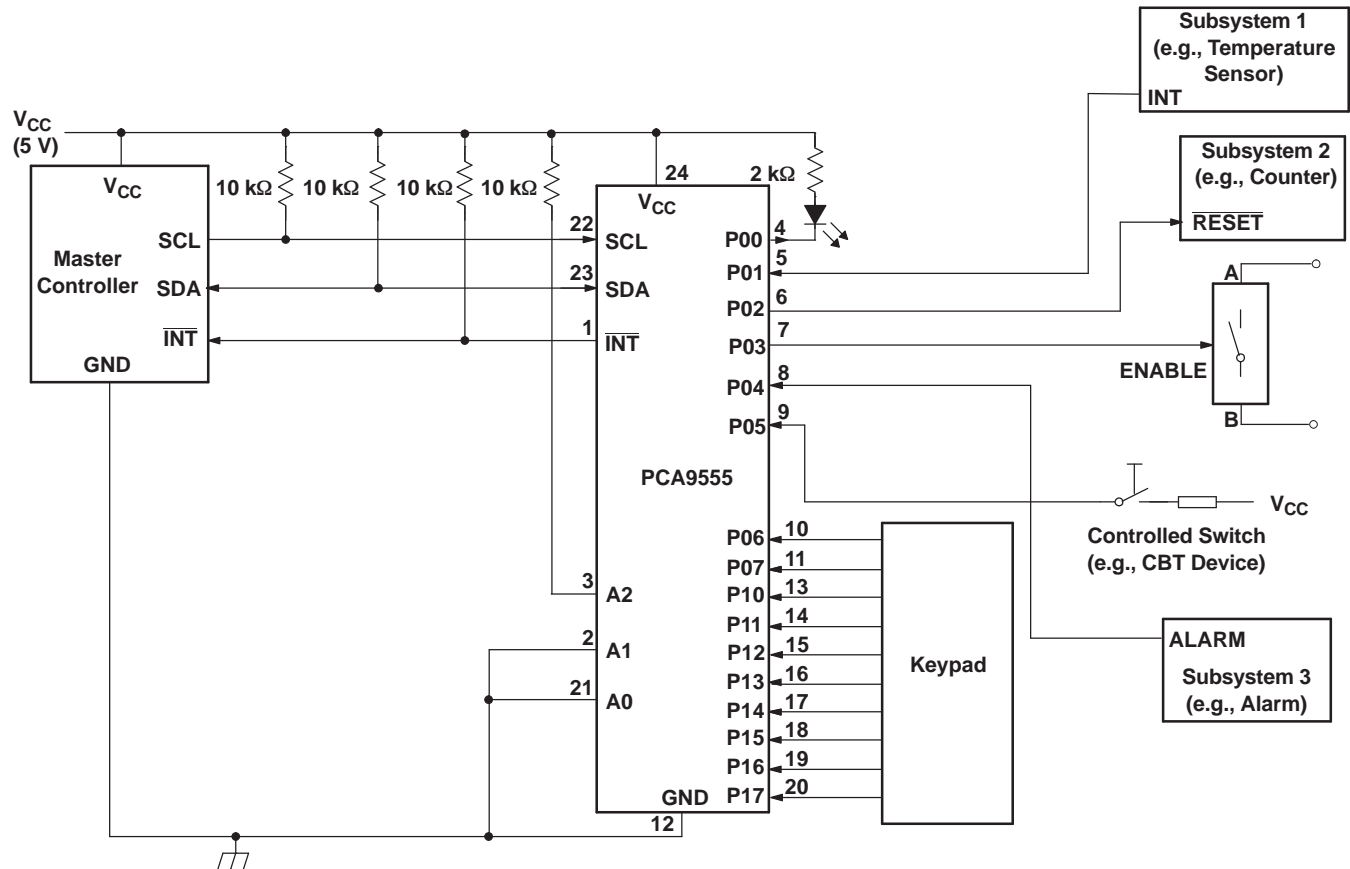 Subsystem 1
(e.g., Temperature
Sensor)
INT
VCC
(5 V)
Subsystem 2
(e.g., Counter)
RESET
VCC
10 kΩ
10 kΩ
10 kΩ
10 kΩ
24
VCC
2 kΩ
Master
Controller
SCL
SDA
INT
GND
22
SCL
23
SDA
1
INT
P00
4
P01
5
P02
6
P03
7
P04
8
P05
9
A
ENABLE
B
PCA9555
VCC
Controlled Switch
(e.g., CBT Device)
P06
10
P07
11
P10
13
P11
14
P12
15
P13
16
P14
17
P15
18
P16
19
P17
20
Keypad
3
A2
2
A1
21
A0
GND
12
ALARM
Subsystem 3
(e.g., Alarm)